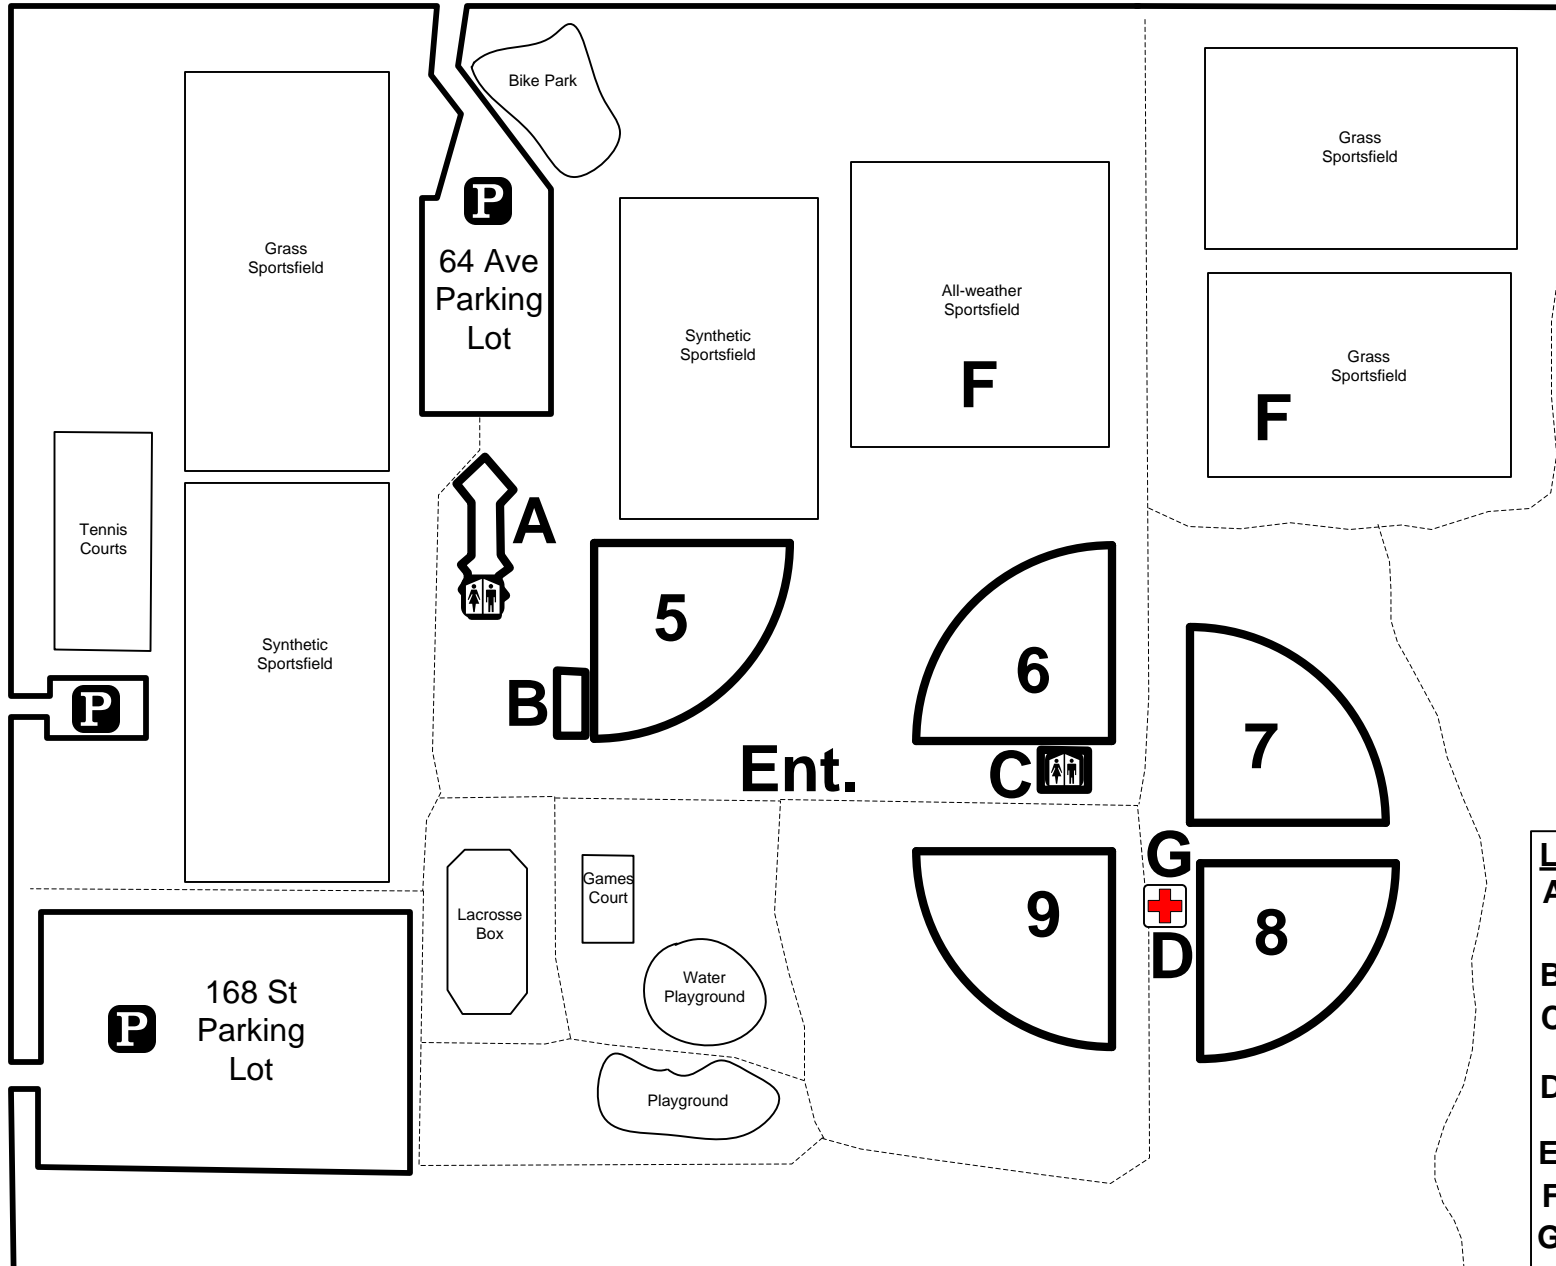 Bike Park
Grass
Sportsfield
P
64 Ave
Parking
Lot
Grass
Sportsfield
All-weather
Sportsfield
F
Synthetic
Sportsfield
Grass
Sportsfield
F
Tennis
Courts
A
5
Synthetic
Sportsfield
6
B
P
7
Ent.
C
G
L
A
Games
Court
Lacrosse
Box
9
8
D
Water
Playground
B
168 St
Parking
Lot
P
C
D
Playground
E
F
G